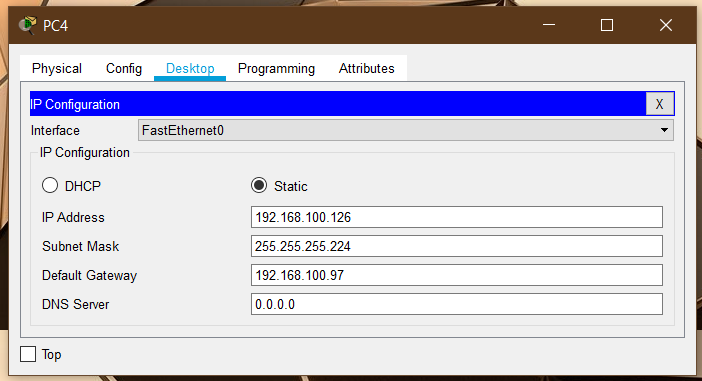 PC4
Physical Config Desktop Programming Attributes
IP Configuration X
Interface FastEthernet0
IP Configuration
DHCP Static
IP Address 192.168.100.126
Subnet Mask 255.255.255.224
Default Gateway 192.168.100.97
DNS Server 0.0.0.0
Top